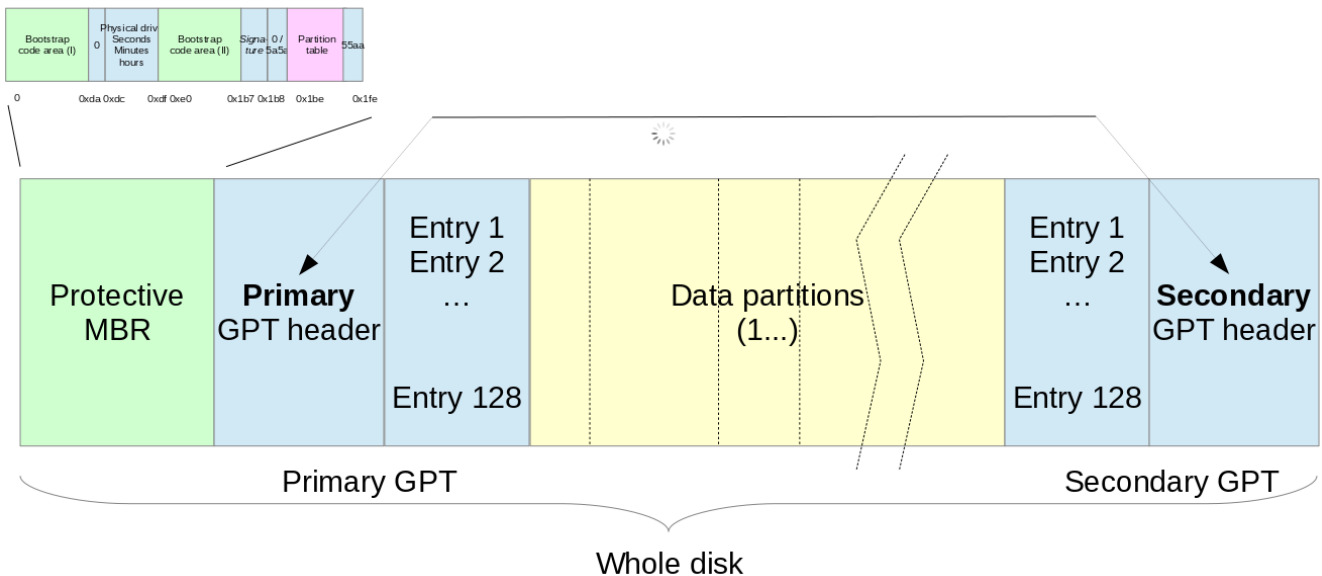 Bootstrap
code area (I)
0
Physical driv
Seconds
Minutes
hours
Bootstrap
code area (II)
Signa-
ture
0 /
5a5a
Partition
table
55aa
0
0xda 0xdc
0xdf 0xe0
0x1b7 0x1b8
0x1be
0x1fe
Protective
MBR
Primary
GPT header
Entry 1
Entry 2
…
Entry 128
Data partitions
(1...)
Entry 1
Entry 2
…
Entry 128
Secondary
GPT header
Primary GPT
Secondary GPT
Whole disk